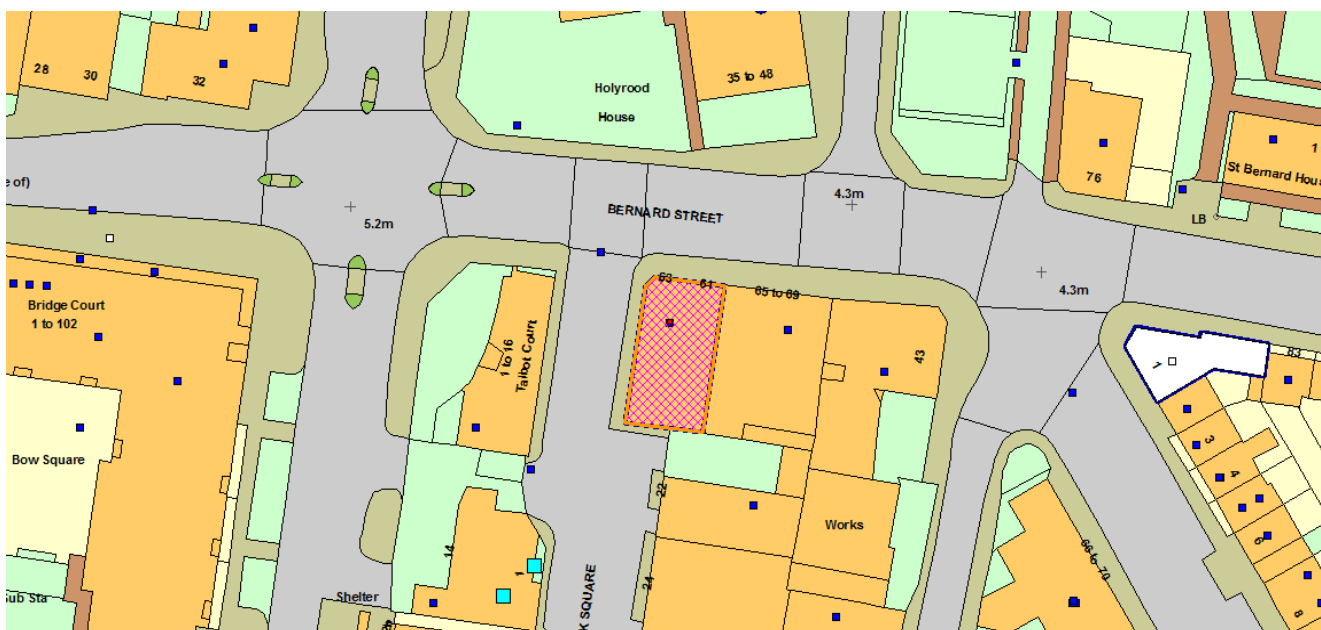 28
30
32
Holyrood
House
35 to 48
76
1
St Bernard Hou
LB
e of)
5.2m
BERNARD STREET
4.3m
4.3m
Bridge Court
1 to 102
1 to 16
Talbot Court
63
61
65 to 69
43
1
83
3
4
6
8
Bow Square
22
Works
14
1
24
66 to 70
Sub Sta
Shelter
K SQUARE